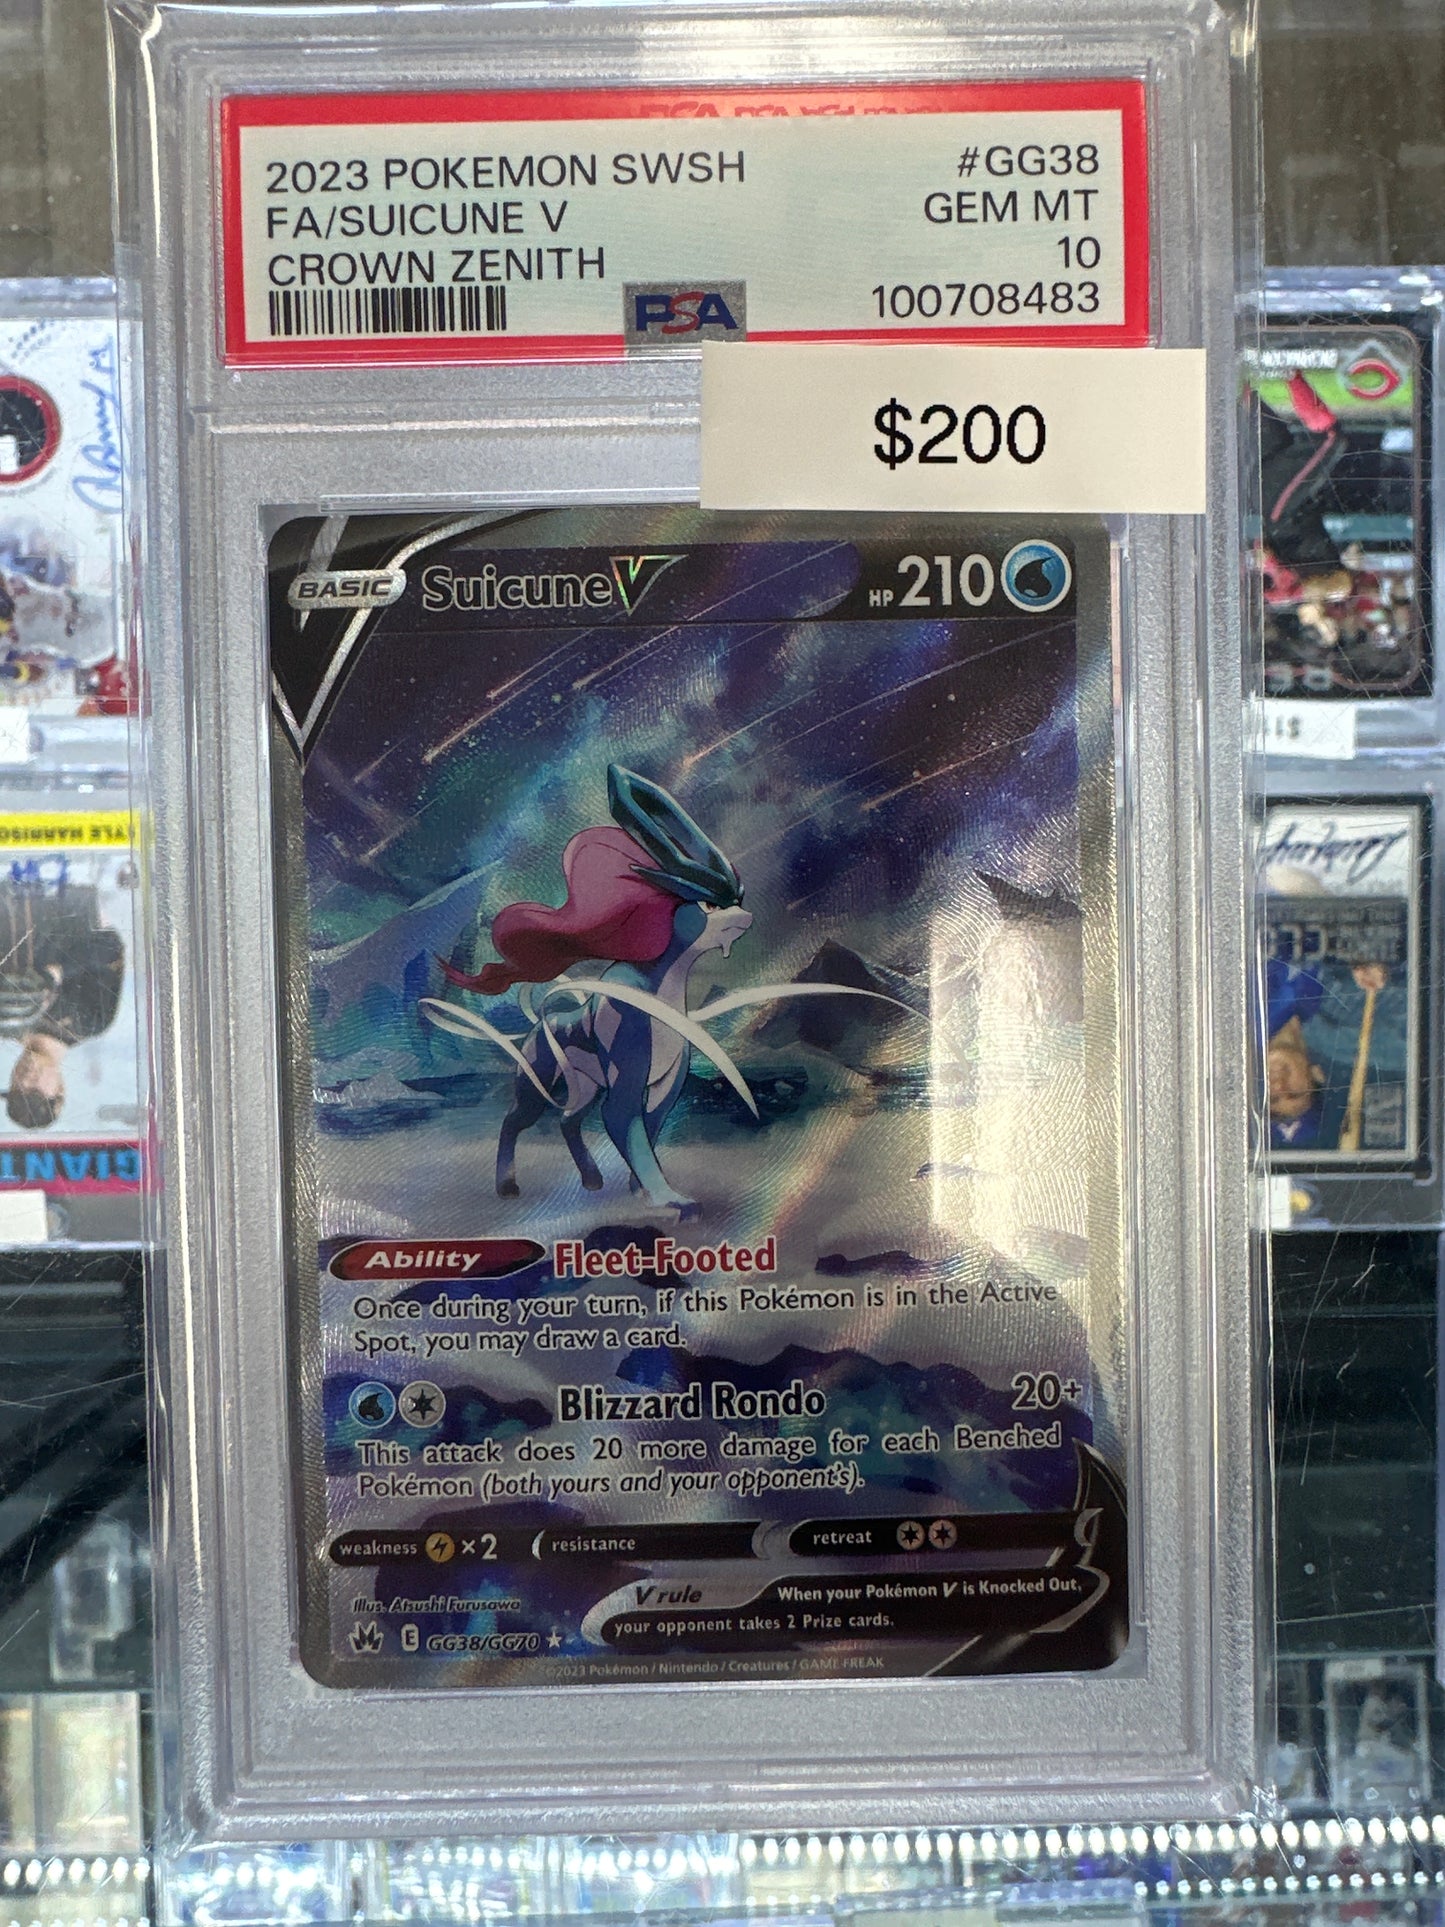 2023 POKEMON SWSH #GG38
FA/SUICUNE V GEM MT
CROWN ZENITH 10
PSA 100708483
$200
BASIC Suicune V HP 210
Ability Fleet-Footed
Once during your turn, if this Pokémon is in the Active
Spot, you may draw a card.
Blizzard Rondo 20+
This attack does 20 more damage for each Benched
Pokémon (both yours and your opponent's).
weakness ×2 resistance retreat
Illus. Atsushi Furusawa
V rule When your Pokémon V is Knocked Out,
your opponent takes 2 Prize cards.
E GG38/GG70 ★
©2023 Pokémon / Nintendo / Creatures / GAME FREAK
GIANT